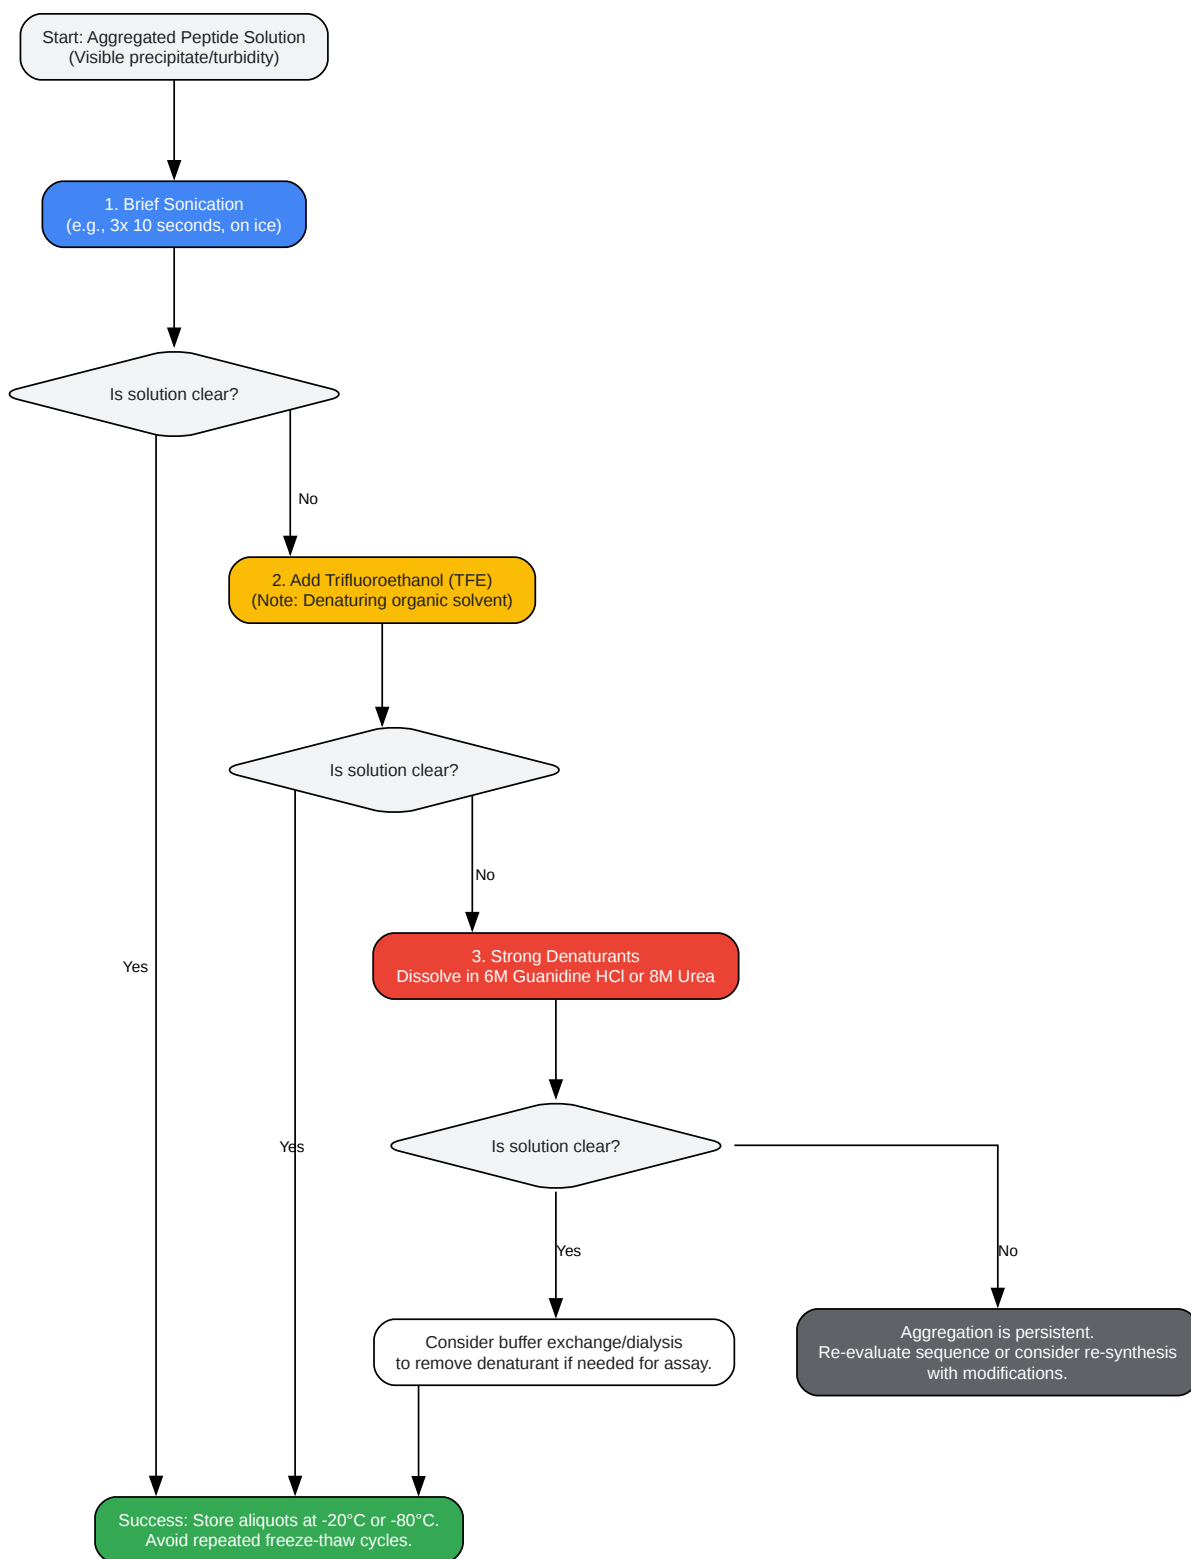 Start: Aggregated Peptide Solution
(Visible precipitate/turbidity)
1. Brief Sonication
(e.g., 3x 10 seconds, on ice)
Is solution clear?
No
2. Add Trifluoroethanol (TFE)
(Note: Denaturing organic solvent)
Is solution clear?
No
3. Strong Denaturants
Dissolve in 6M Guanidine HCl or 8M Urea
Yes
Is solution clear?
Yes
Yes
No
Consider buffer exchange/dialysis
to remove denaturant if needed for assay.
Aggregation is persistent.
Re-evaluate sequence or consider re-synthesis
with modifications.
Success: Store aliquots at -20°C or -80°C.
Avoid repeated freeze-thaw cycles.